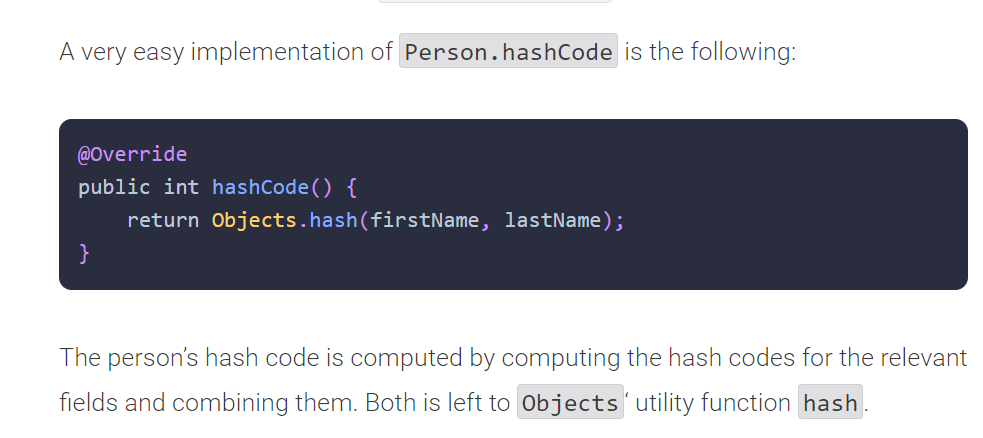 A very easy implementation of Person.hashCode is the following:
@Override
public int hashCode() {
    return Objects.hash(firstName, lastName);
}
The person’s hash code is computed by computing the hash codes for the relevant
fields and combining them. Both is left to Objects‘ utility function hash.